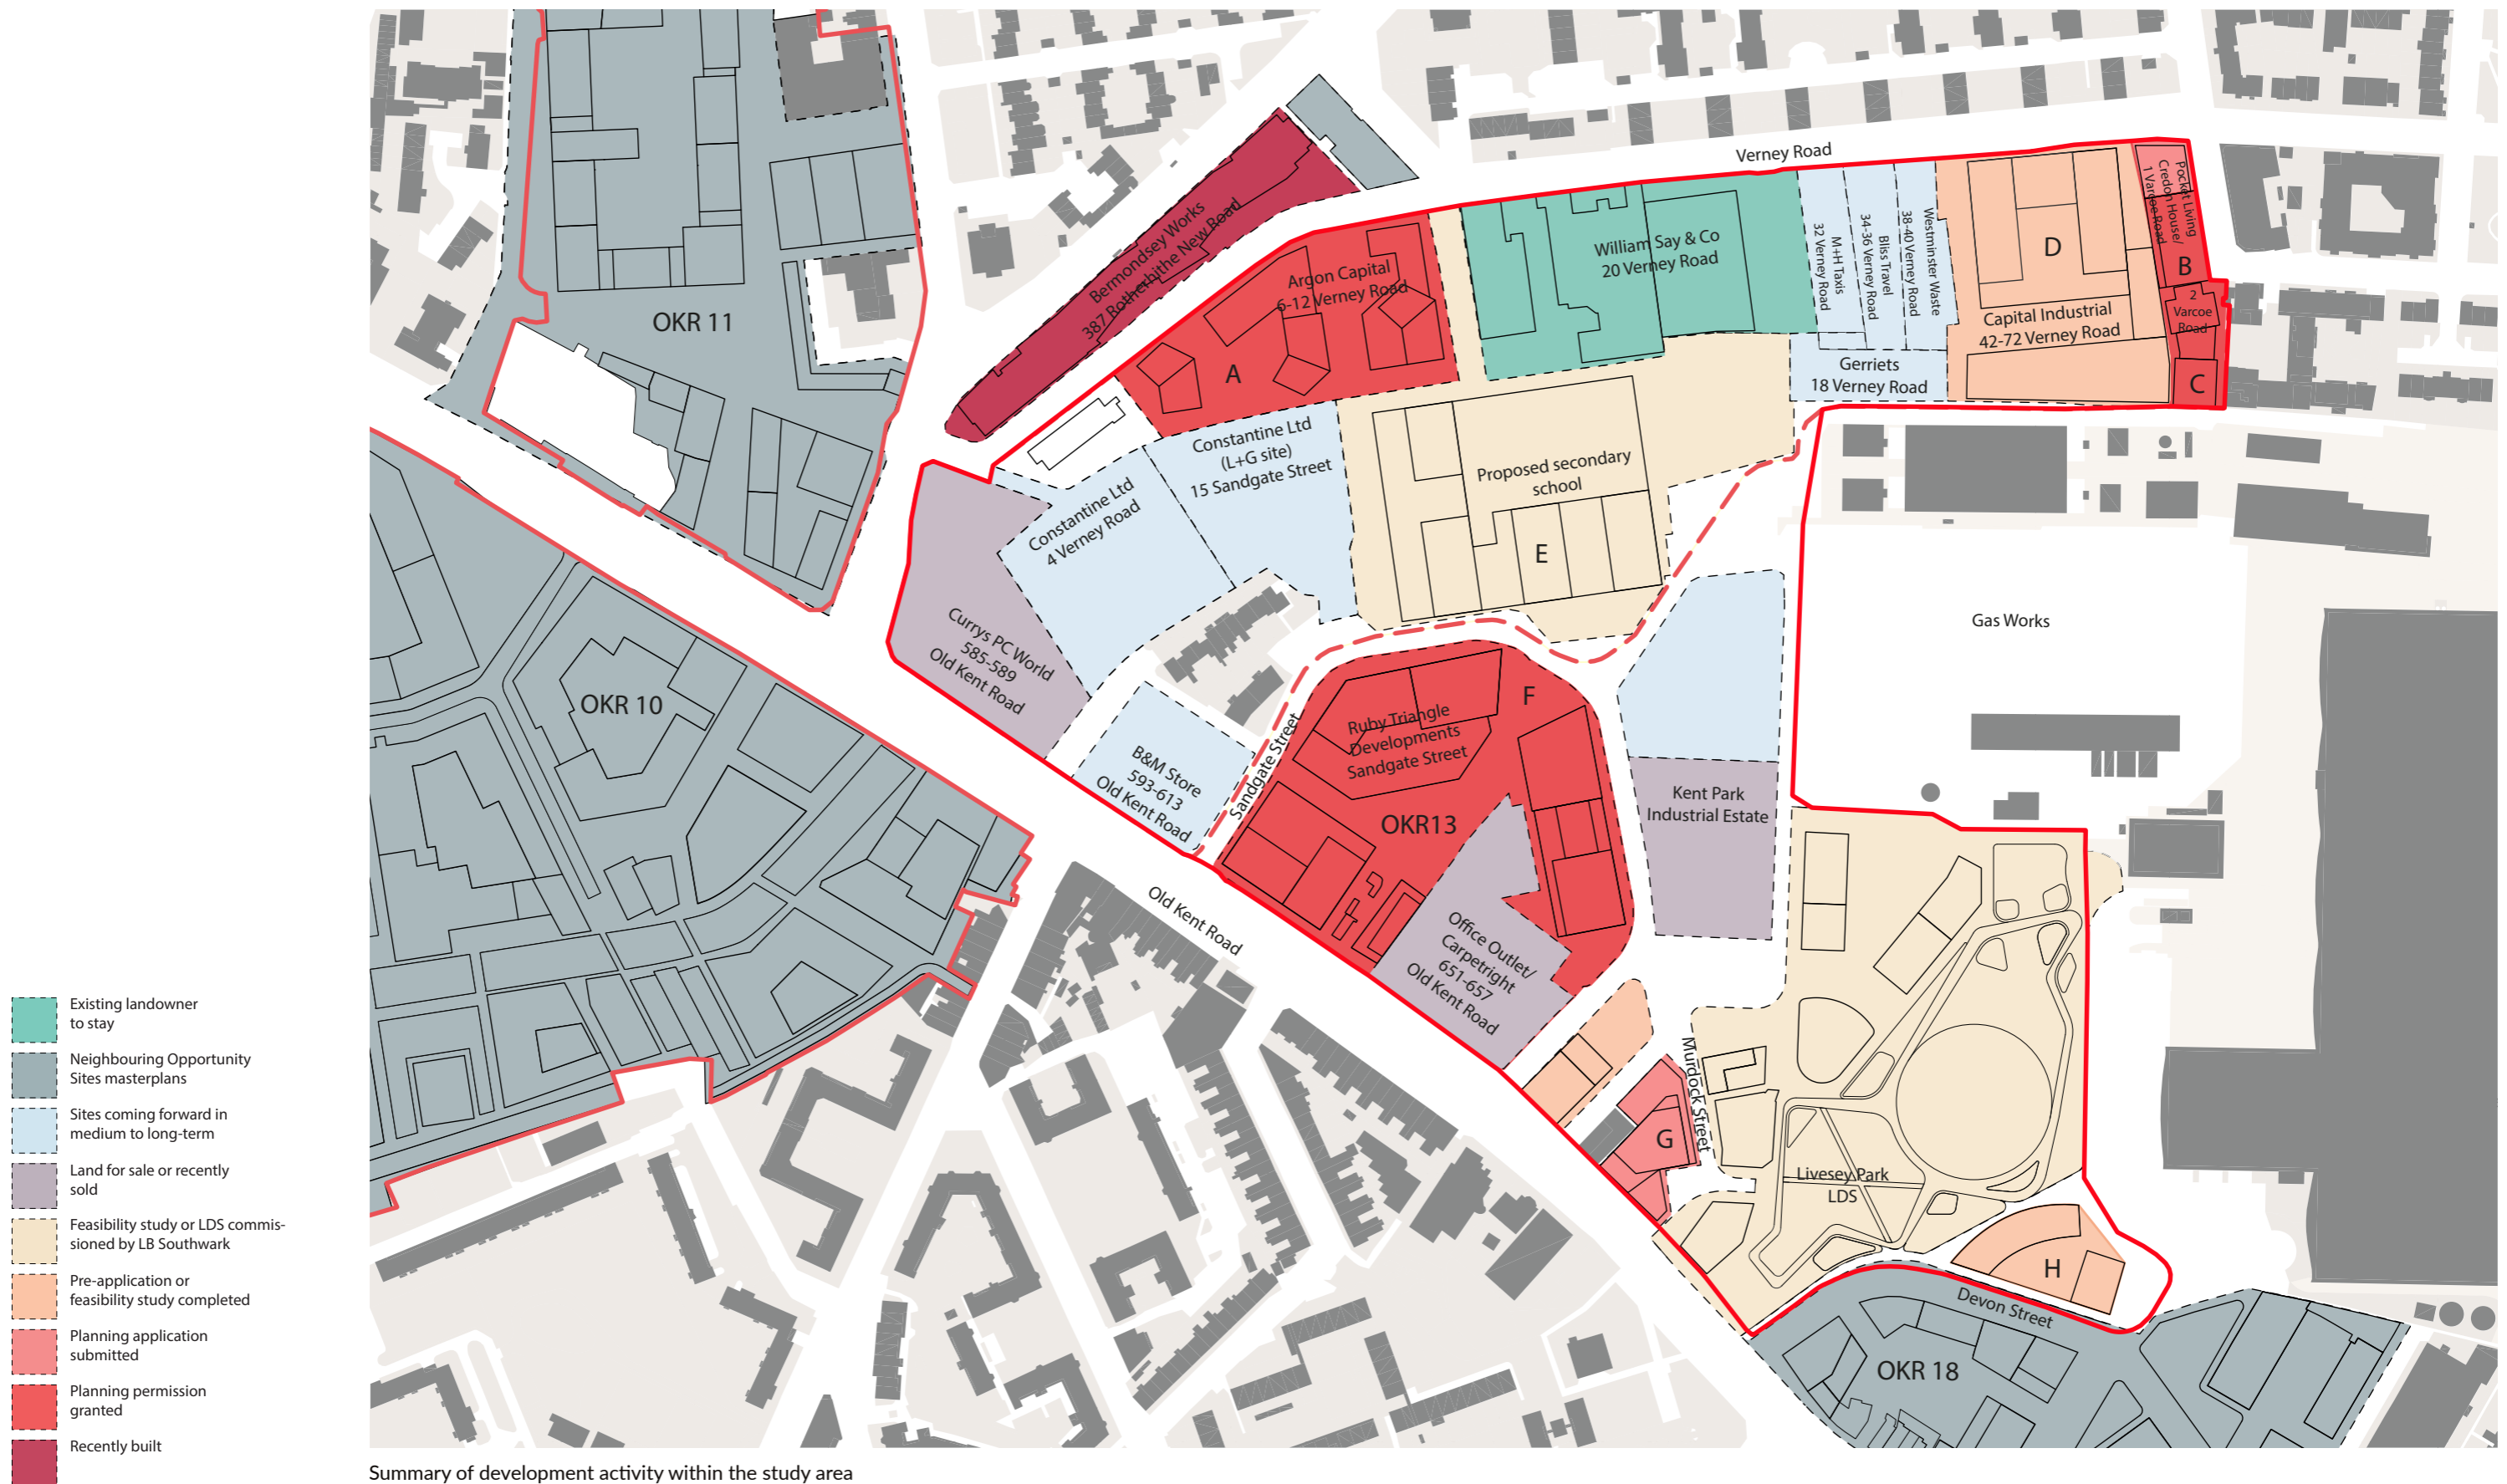 Verney Road
Pocket Living
Credon House/
1 Varcoe Road
B
2
Varcoe
Road
C
D
Capital Industrial
42-72 Verney Road
Westminster Waste
38-40 Verney Road
Bliss Travel
34-36 Verney Road
M+H Taxis
32 Verney Road
Gerriets
18 Verney Road
William Say & Co
20 Verney Road
Argon Capital
6-12 Verney Road
A
Bermondsey Works
387 Rotherhithe New Road
OKR 11
Constantine Ltd
(L+G site)
15 Sandgate Street
Constantine Ltd
4 Verney Road
Proposed secondary
school
E
Gas Works
Currys PC World
585-589
Old Kent Road
OKR 10
B&M Store
593-613
Old Kent Road
Sandgate Street
F
Ruby Triangle
Developments
Sandgate Street
OKR13
Kent Park
Industrial Estate
Office Outlet/
Carpetright
651-657
Old Kent Road
Old Kent Road
Murdock Street
G
Livesey Park
LDS
H
Devon Street
OKR 18
Existing landowner
to stay
Neighbouring Opportunity
Sites masterplans
Sites coming forward in
medium to long-term
Land for sale or recently
sold
Feasibility study or LDS commis-
sioned by LB Southwark
Pre-application or
feasibility study completed
Planning application
submitted
Planning permission
granted
Recently built
Summary of development activity within the study area